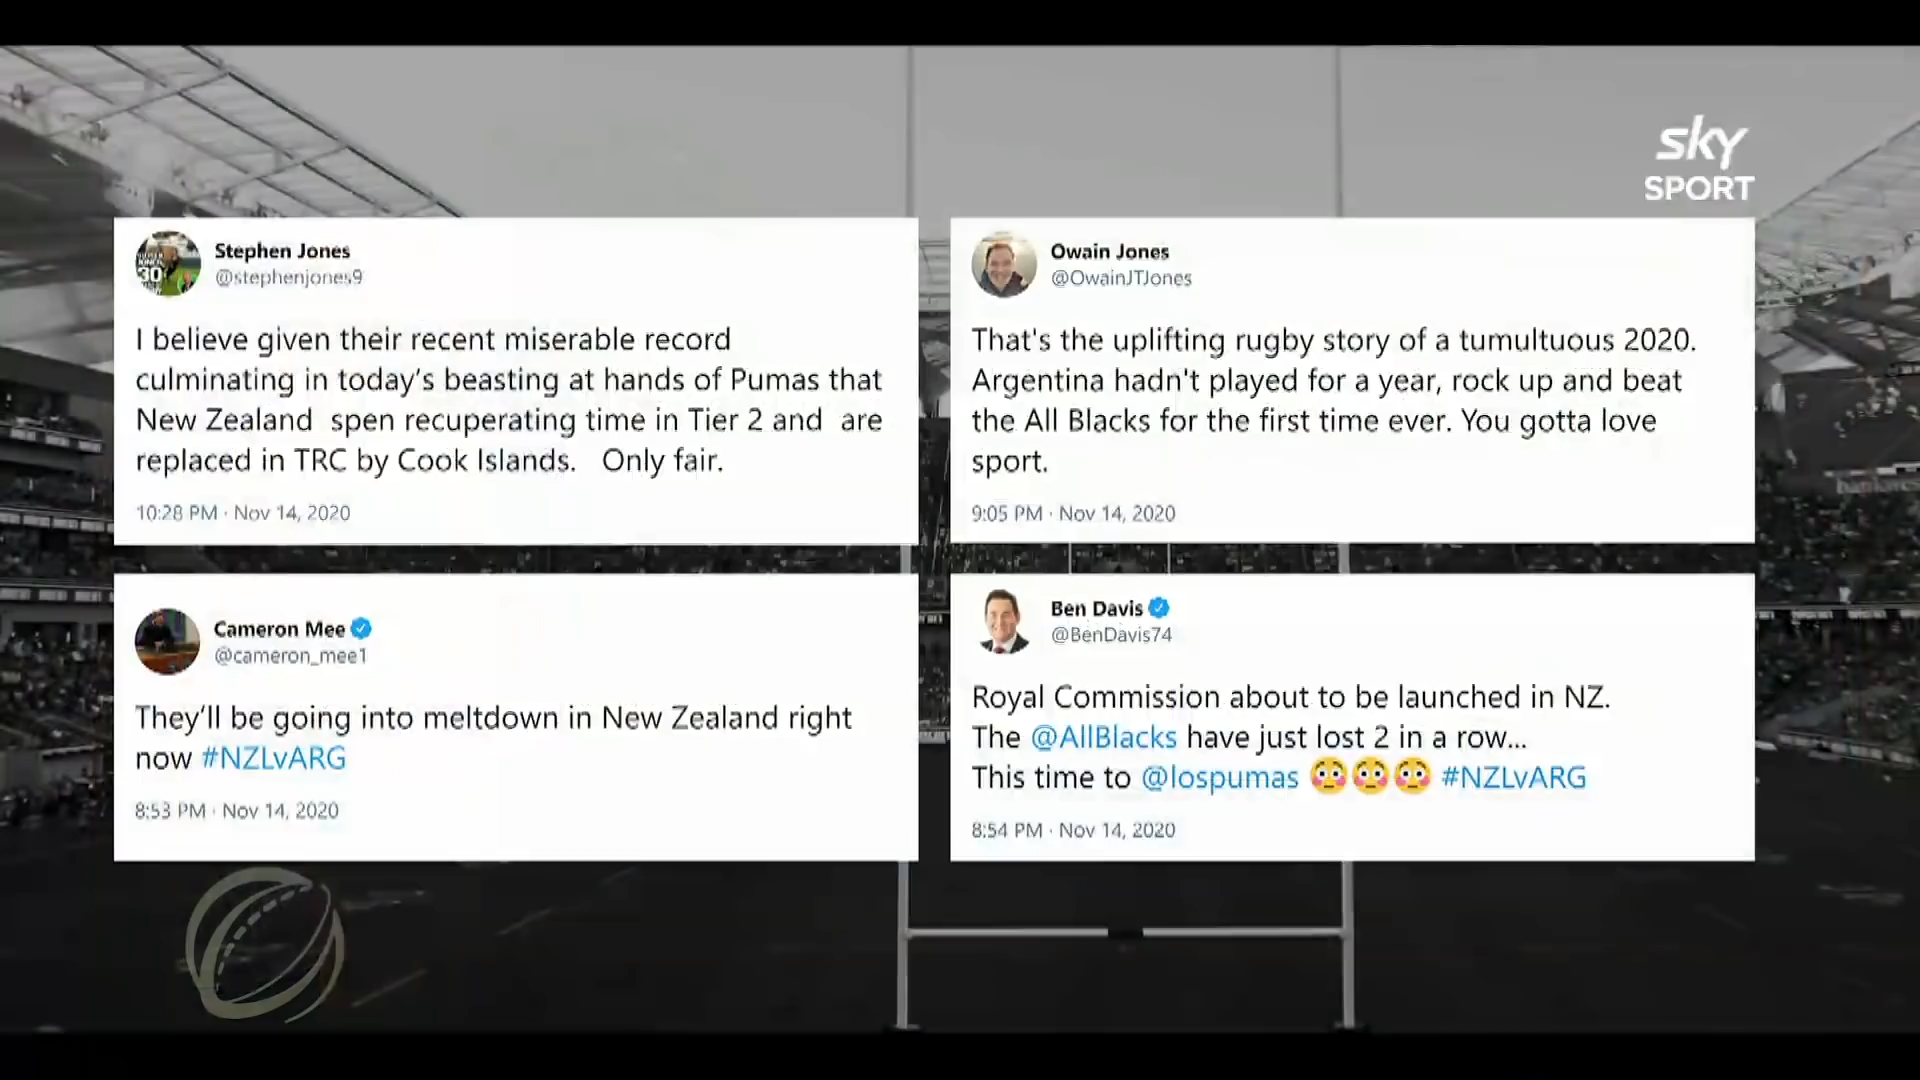 sky
SPORT
Stephen Jones
@stephenjones9
I believe given their recent miserable record
culminating in today's beasting at hands of Pumas that
New Zealand  spen recuperating time in Tier 2 and  are
replaced in TRC by Cook Islands.   Only fair.
10:28 PM · Nov 14, 2020
Owain Jones
@OwainJTJones
That's the uplifting rugby story of a tumultuous 2020.
Argentina hadn't played for a year, rock up and beat
the All Blacks for the first time ever. You gotta love
sport.
9:05 PM · Nov 14, 2020
Cameron Mee
@cameron_mee1
They'll be going into meltdown in New Zealand right
now #NZLvARG
8:53 PM · Nov 14, 2020
Ben Davis
@BenDavis74
Royal Commission about to be launched in NZ.
The @AllBlacks have just lost 2 in a row...
This time to @lospumas 😳😳😳 #NZLvARG
8:54 PM · Nov 14, 2020